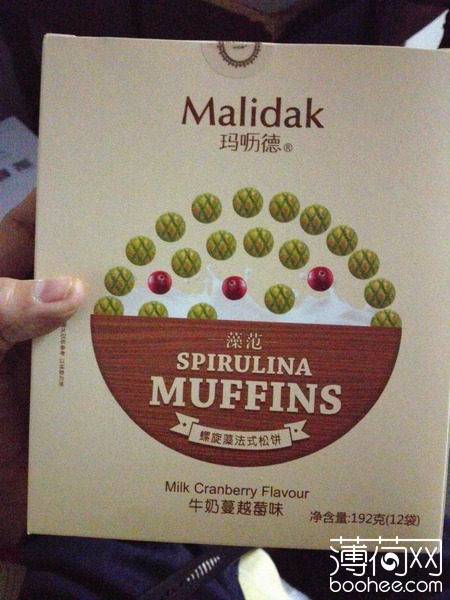 Malidak
玛呖德®
藻范
SPIRULINA
MUFFINS
螺旋藻法式松饼
Milk Cranberry Flavour
牛奶蔓越莓味
净含量:192克(12袋)
薄荷网
boohee.com